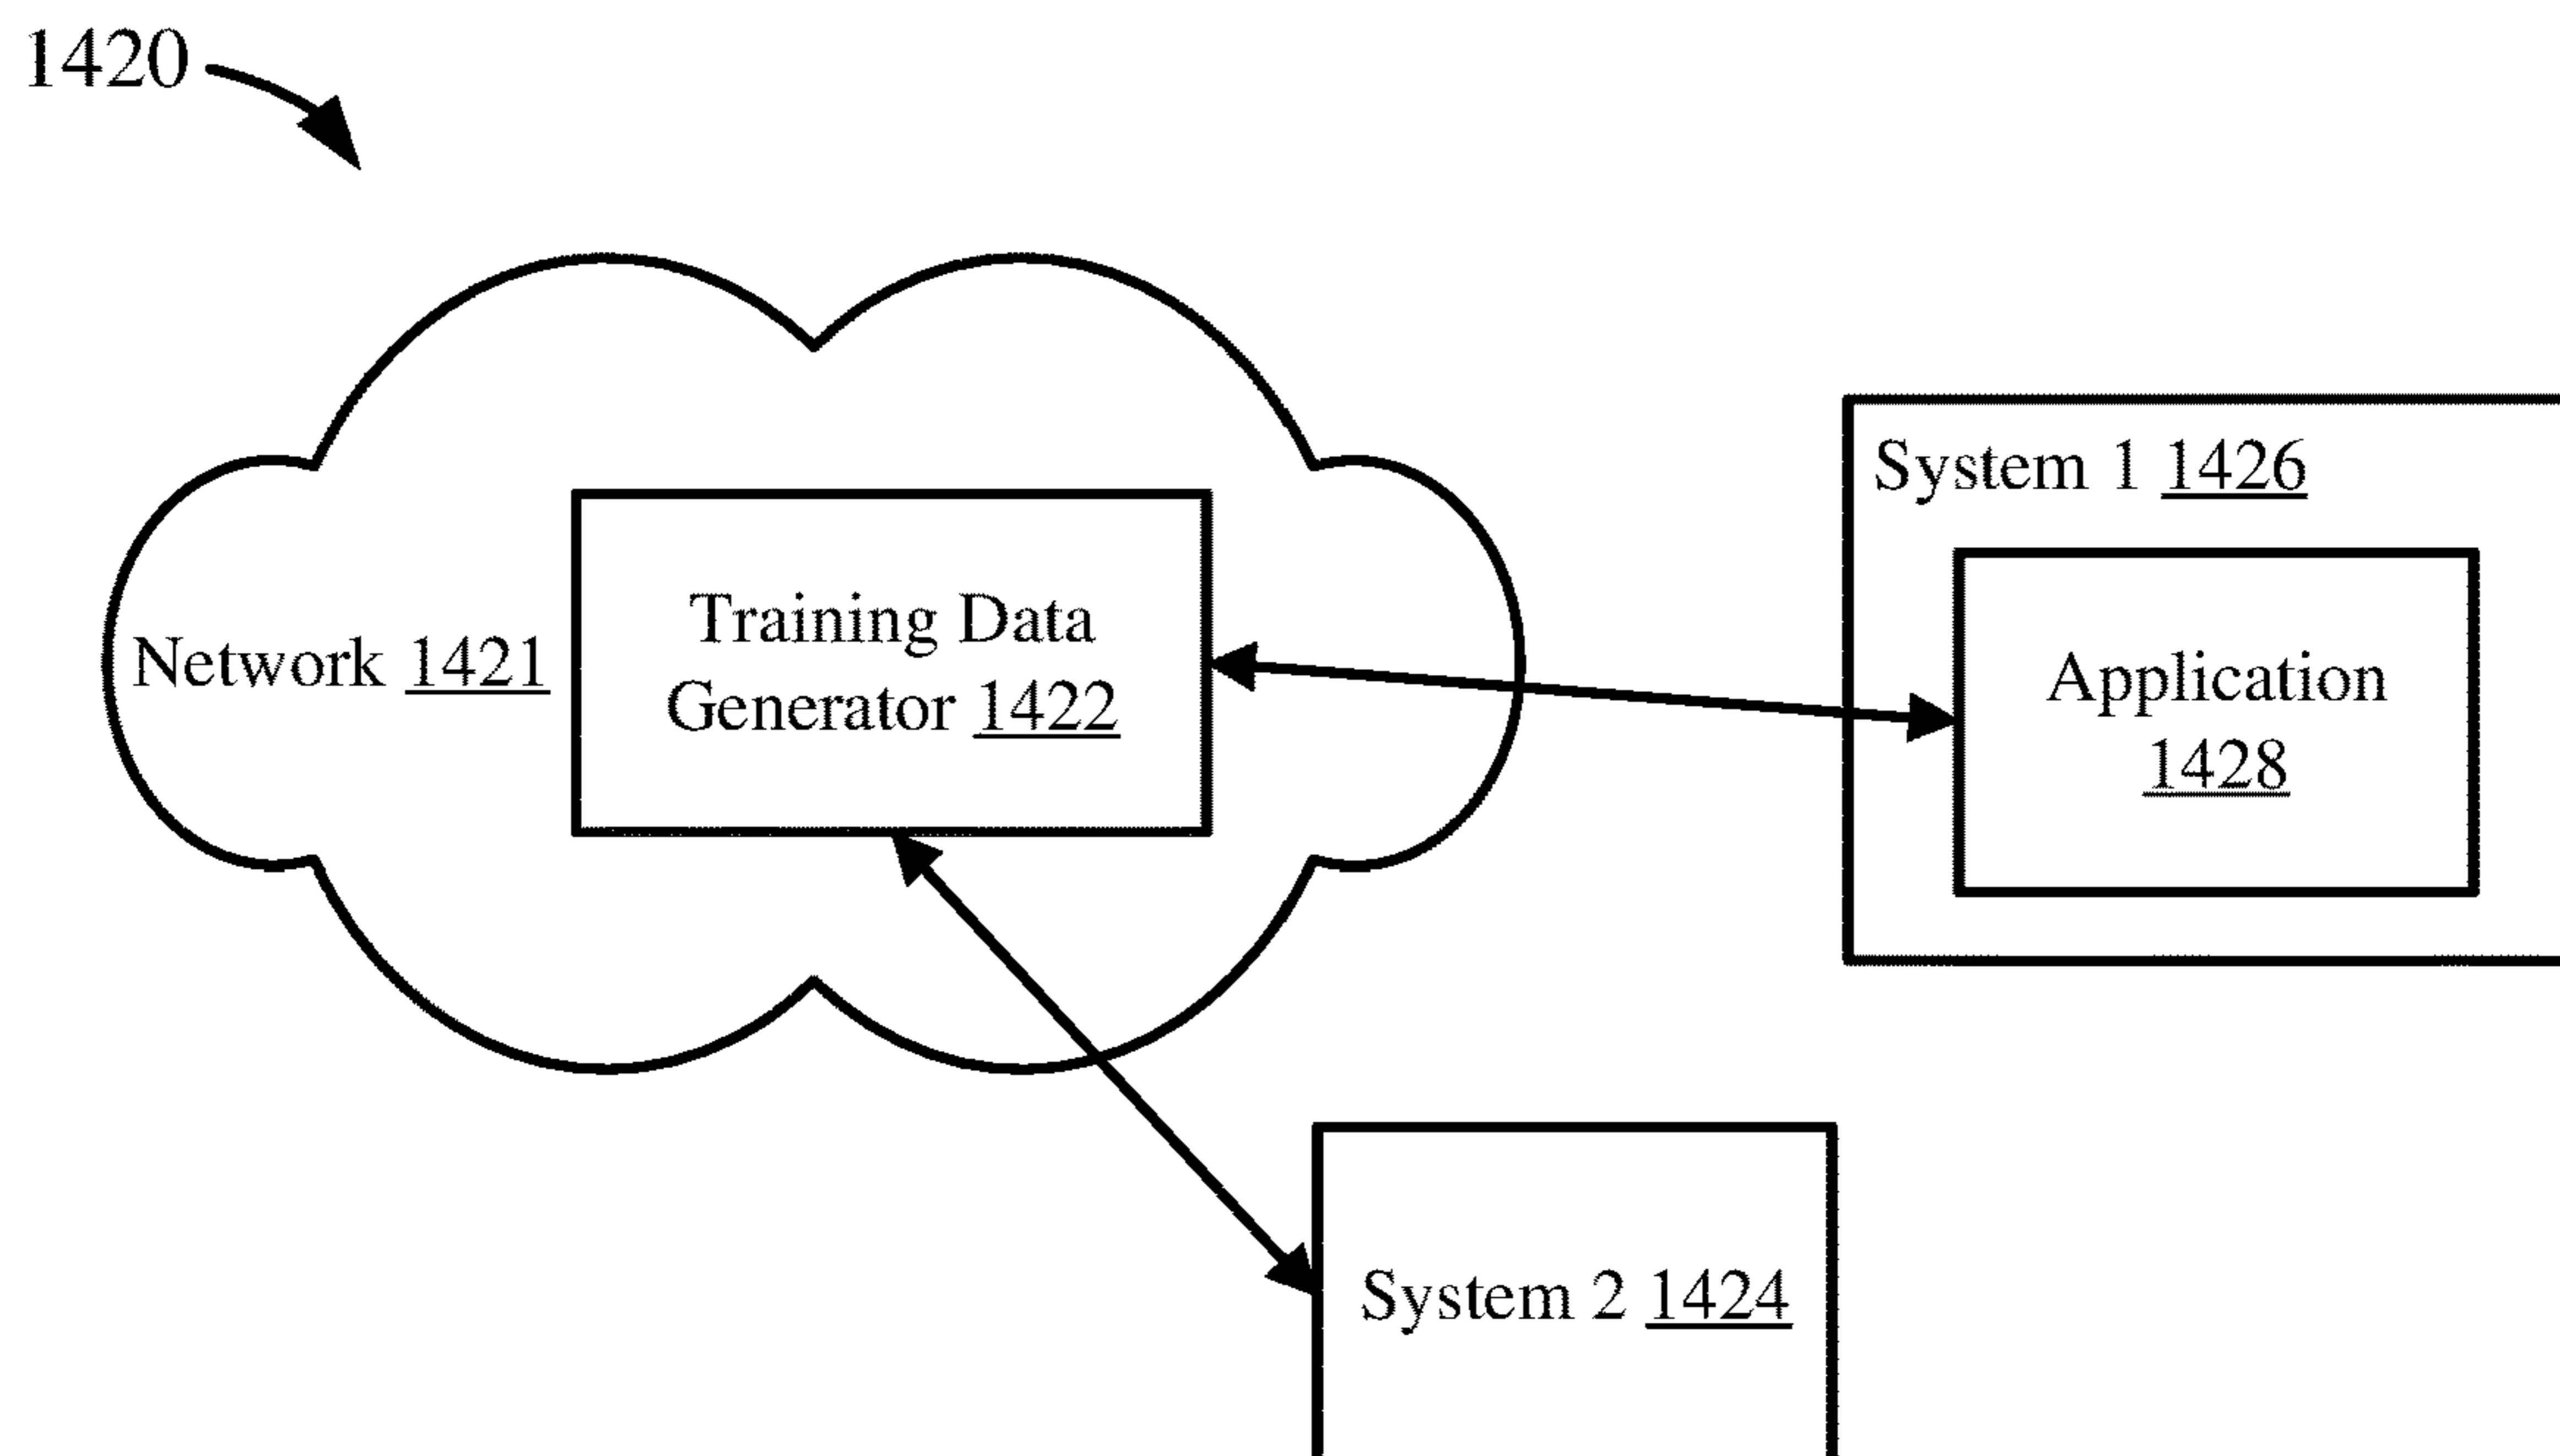 1420
System 1 1426
Training Data
Generator 1422
Network 1421
Application
1428
System 2 1424